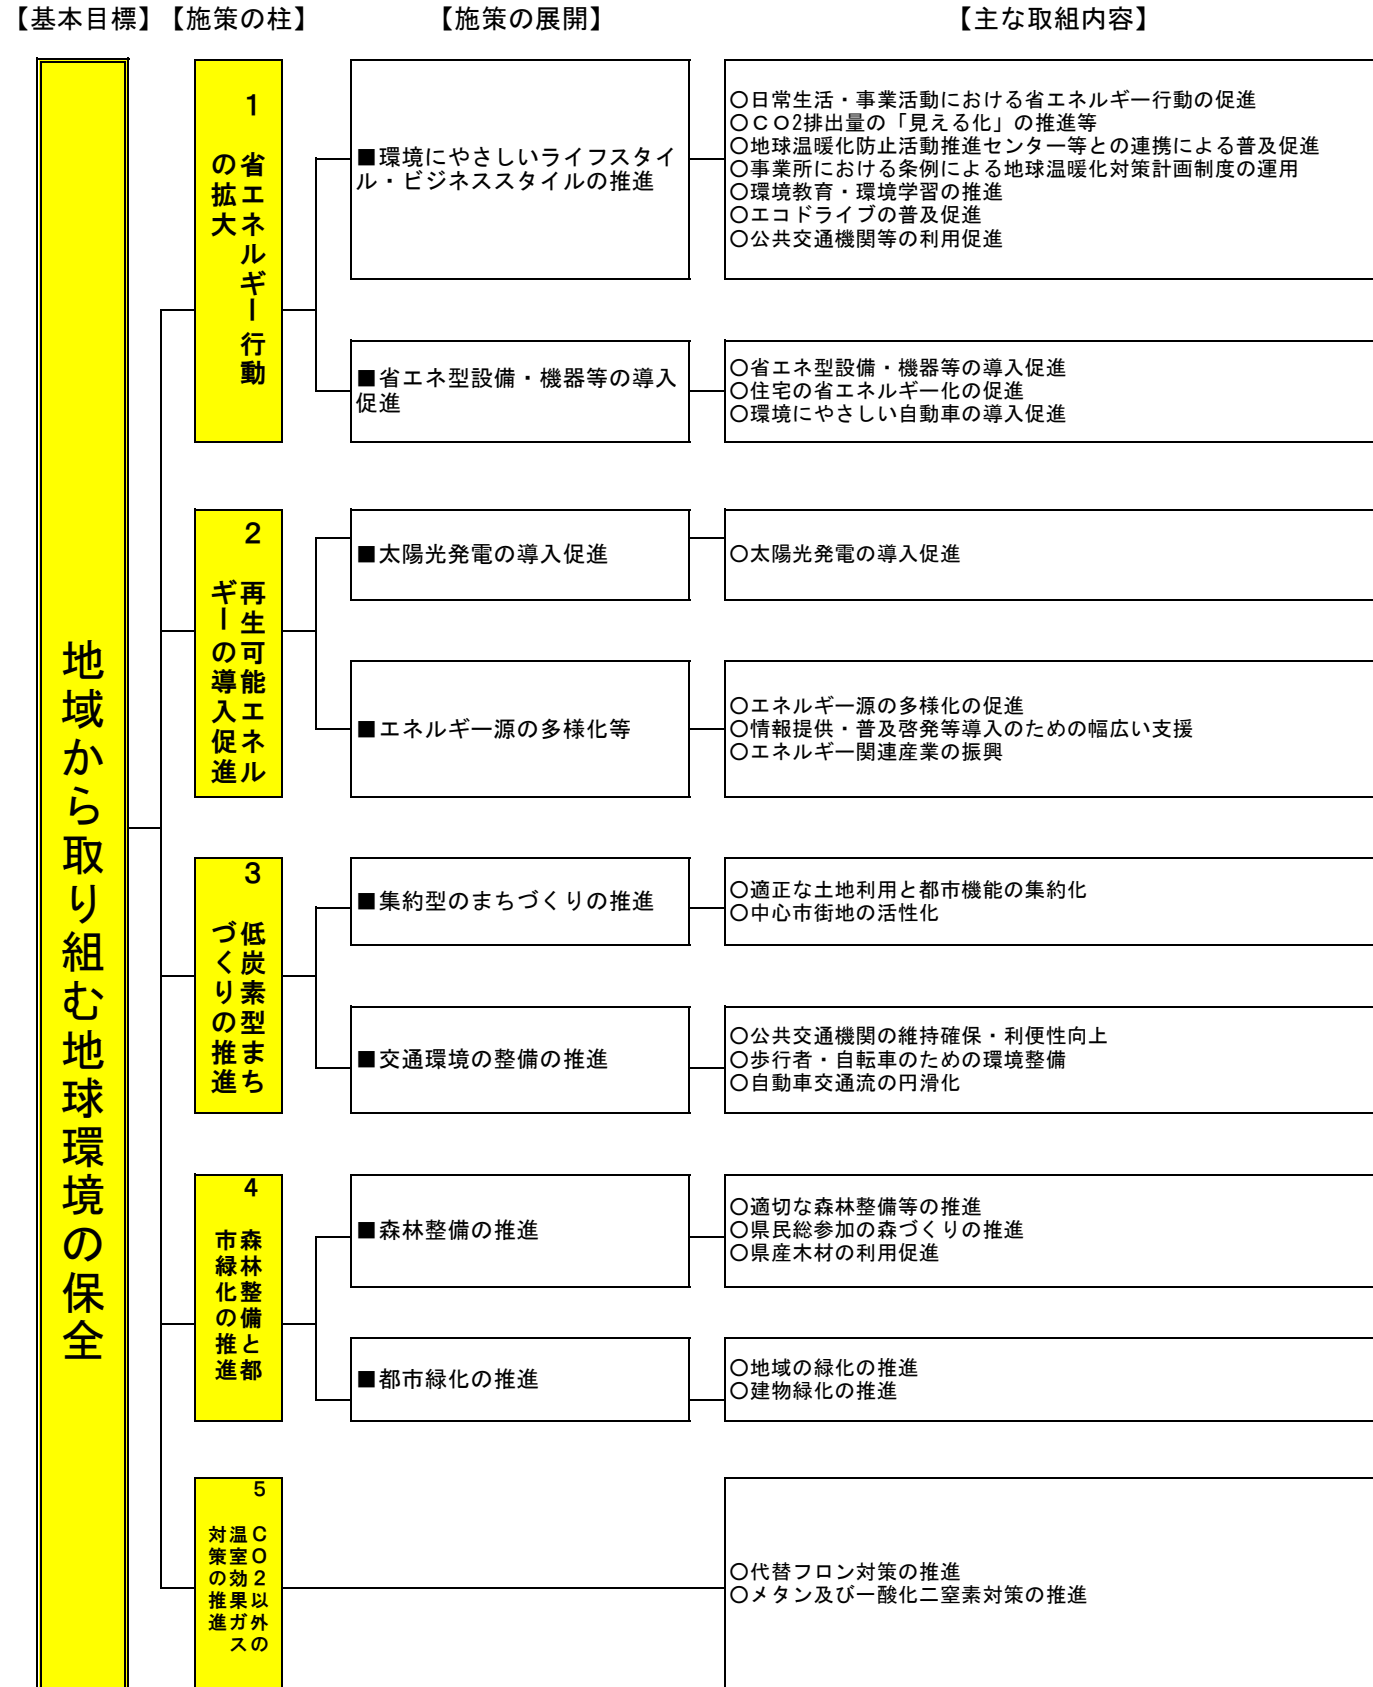 【基本目標】【施策の柱】 【施策の展開】 【主な取組内容】
地域から取り組む地球環境の保全
1
省エネルギー行動
の拡大
■環境にやさしいライフスタイ
ル・ビジネススタイルの推進
〇日常生活・事業活動における省エネルギー行動の促進
〇ＣＯ2排出量の「見える化」の推進等
〇地球温暖化防止活動推進センター等との連携による普及促進
〇事業所における条例による地球温暖化対策計画制度の運用
〇環境教育・環境学習の推進
〇エコドライブの普及促進
〇公共交通機関等の利用促進
■省エネ型設備・機器等の導入
促進
〇省エネ型設備・機器等の導入促進
〇住宅の省エネルギー化の促進
〇環境にやさしい自動車の導入促進
2
再生可能エネル
ギーの導入促進
■太陽光発電の導入促進
〇太陽光発電の導入促進
■エネルギー源の多様化等
〇エネルギー源の多様化の促進
〇情報提供・普及啓発等導入のための幅広い支援
〇エネルギー関連産業の振興
3
低炭素型まち
づくりの推進
■集約型のまちづくりの推進
〇適正な土地利用と都市機能の集約化
〇中心市街地の活性化
■交通環境の整備の推進
〇公共交通機関の維持確保・利便性向上
〇歩行者・自転車のための環境整備
〇自動車交通流の円滑化
4
森林整備と都
市緑化の推進
■森林整備の推進
〇適切な森林整備等の推進
〇県民総参加の森づくりの推進
〇県産木材の利用促進
■都市緑化の推進
〇地域の緑化の推進
〇建物緑化の推進
5
ＣＯ２以外の
温室効果ガス
対策の推進
〇代替フロン対策の推進
〇メタン及び一酸化二窒素対策の推進